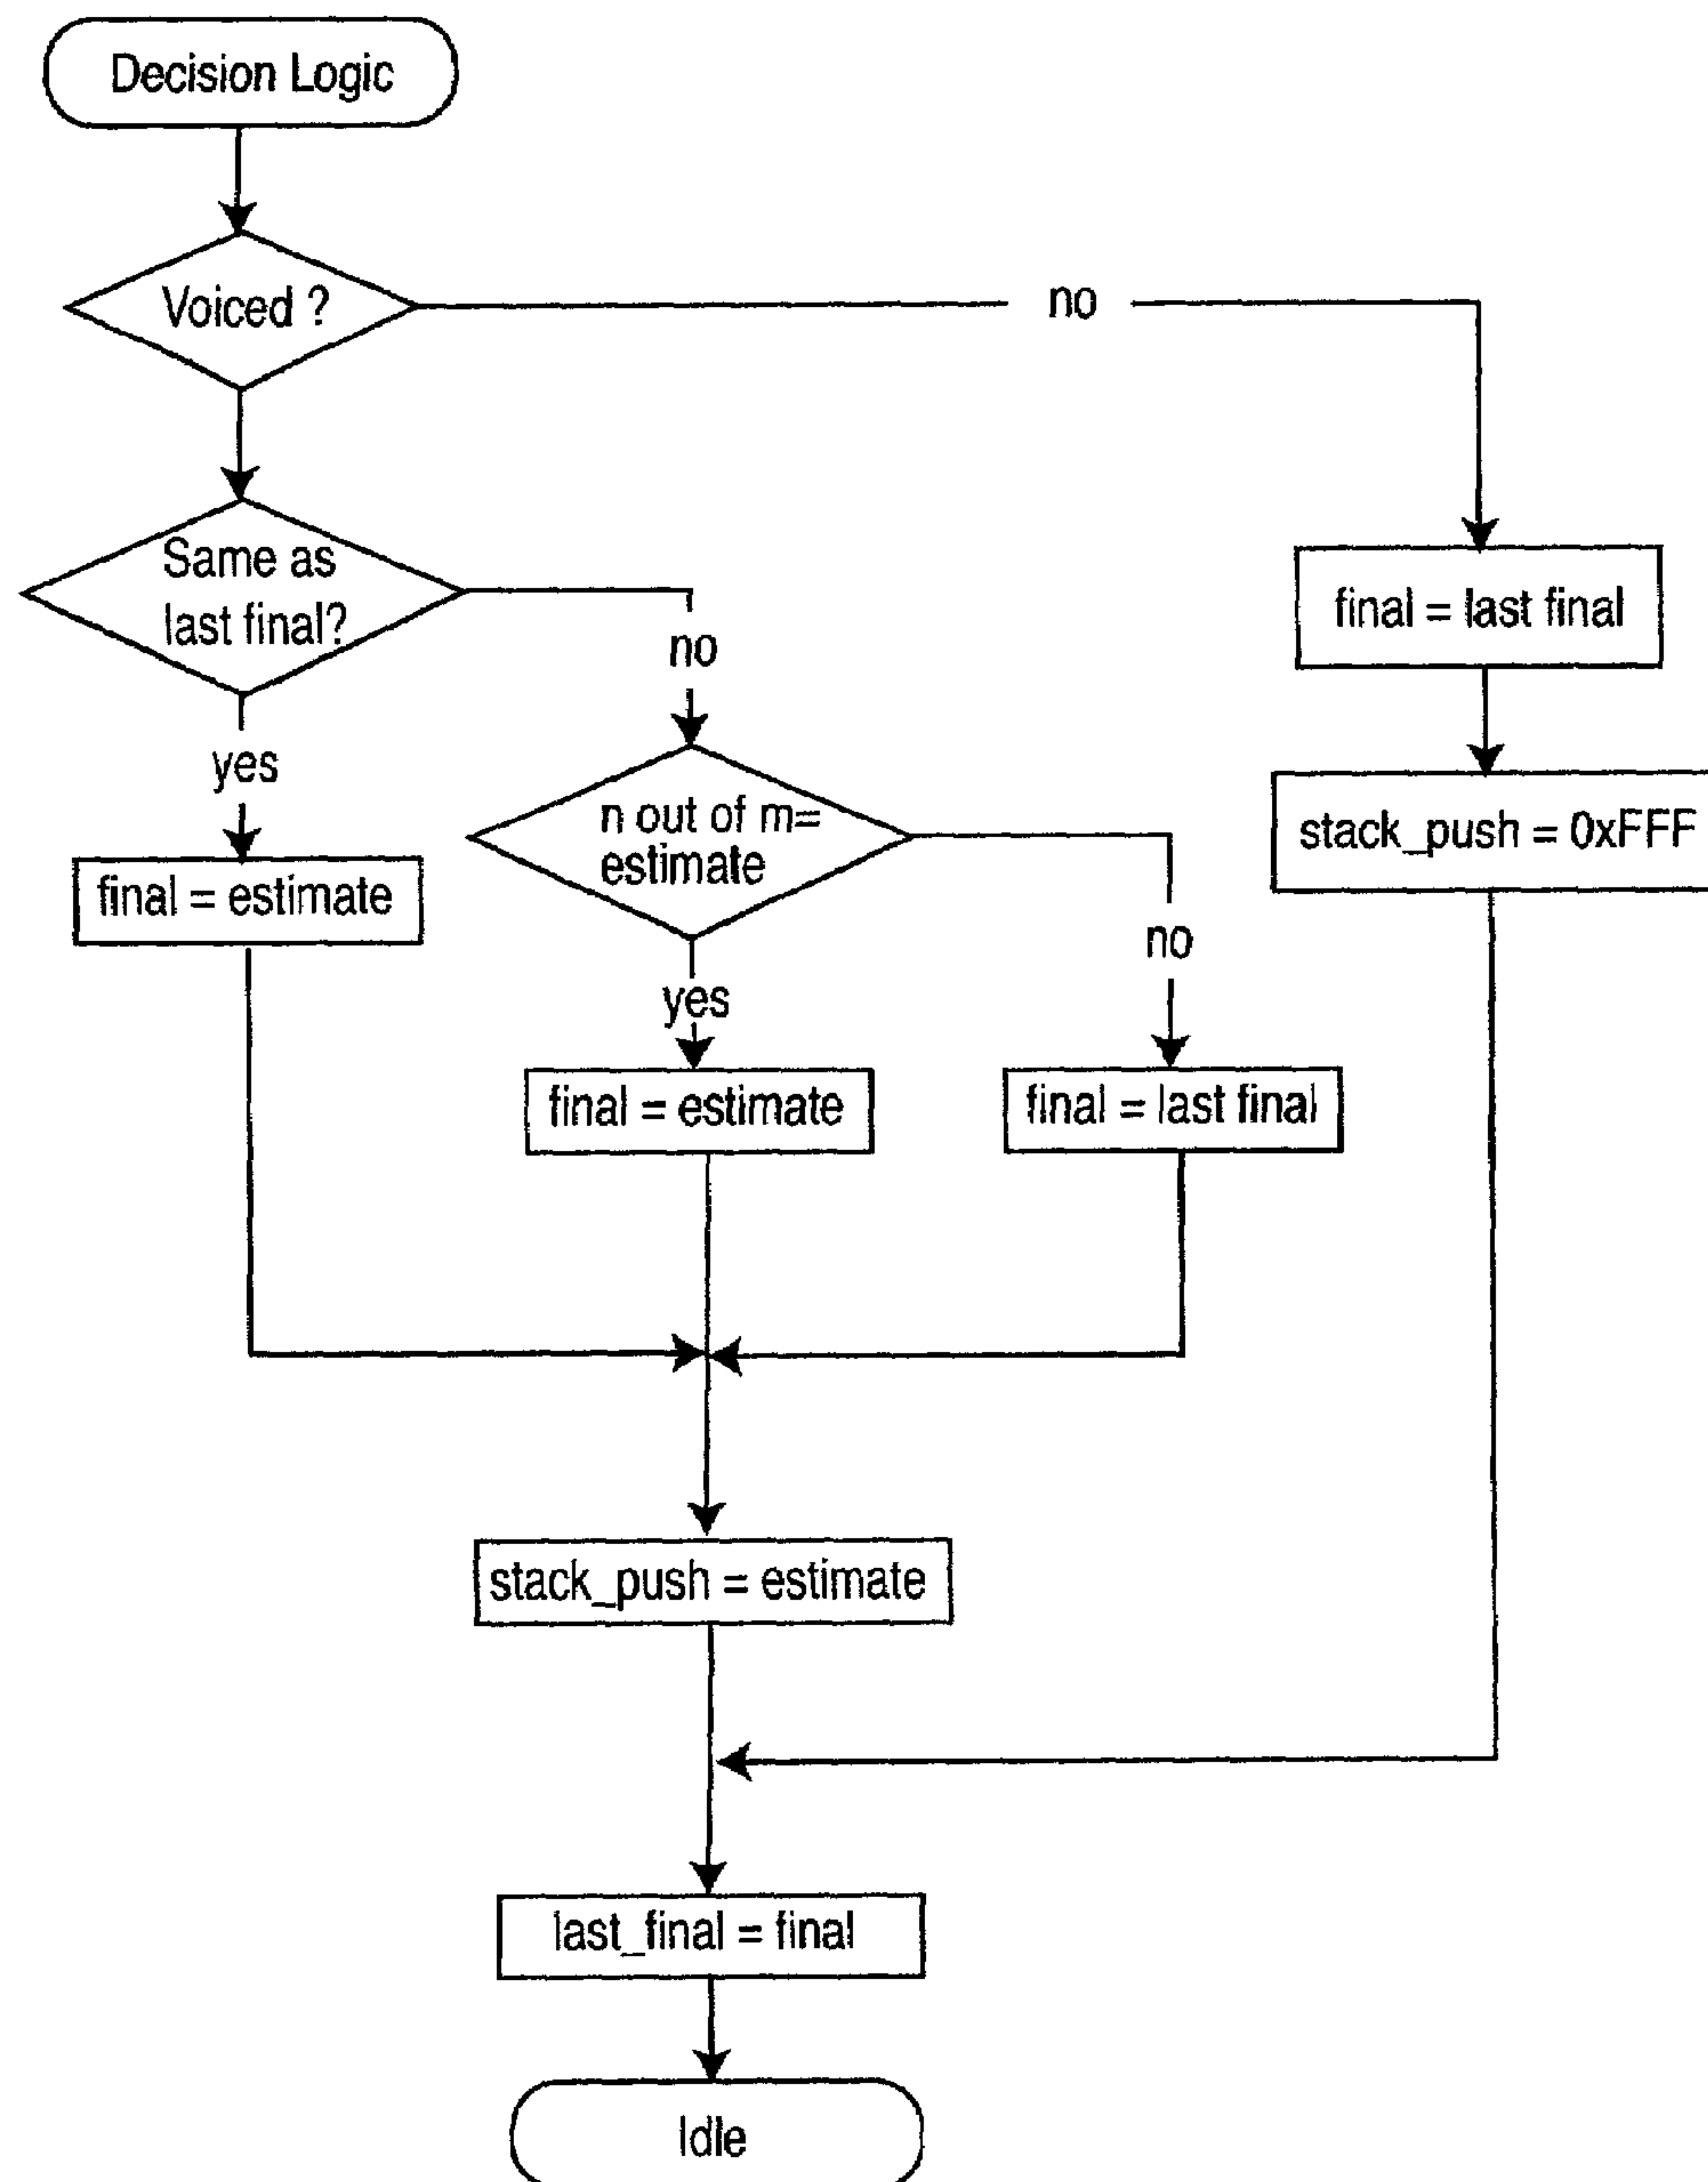 Decision Logic
Voiced ?
no
Same as
last final?
no
final = last final
yes
n out of m=
estimate
stack_push = 0xFFF
final = estimate
no
yes
final = estimate
final = last final
stack_push = estimate
last_final = final
Idle